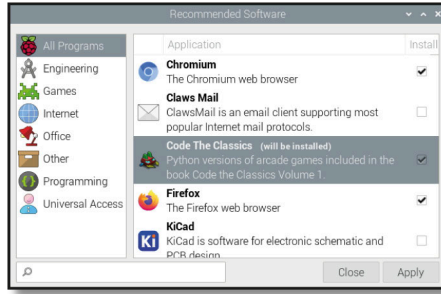 Recommended Software
All Programs
Engineering
Games
Internet
Office
Other
Programming
Universal Access
Application
Install
Chromium
The Chromium web browser
Claws Mail
ClawsMail is an email client supporting most
popular Internet mail protocols.
Code The Classics (will be installed)
Python versions of arcade games included in the
book Code the Classics Volume 1.
Firefox
The Firefox web browser
Ki
KiCad
KiCad is software for electronic schematic and
PCB design
Close
Apply